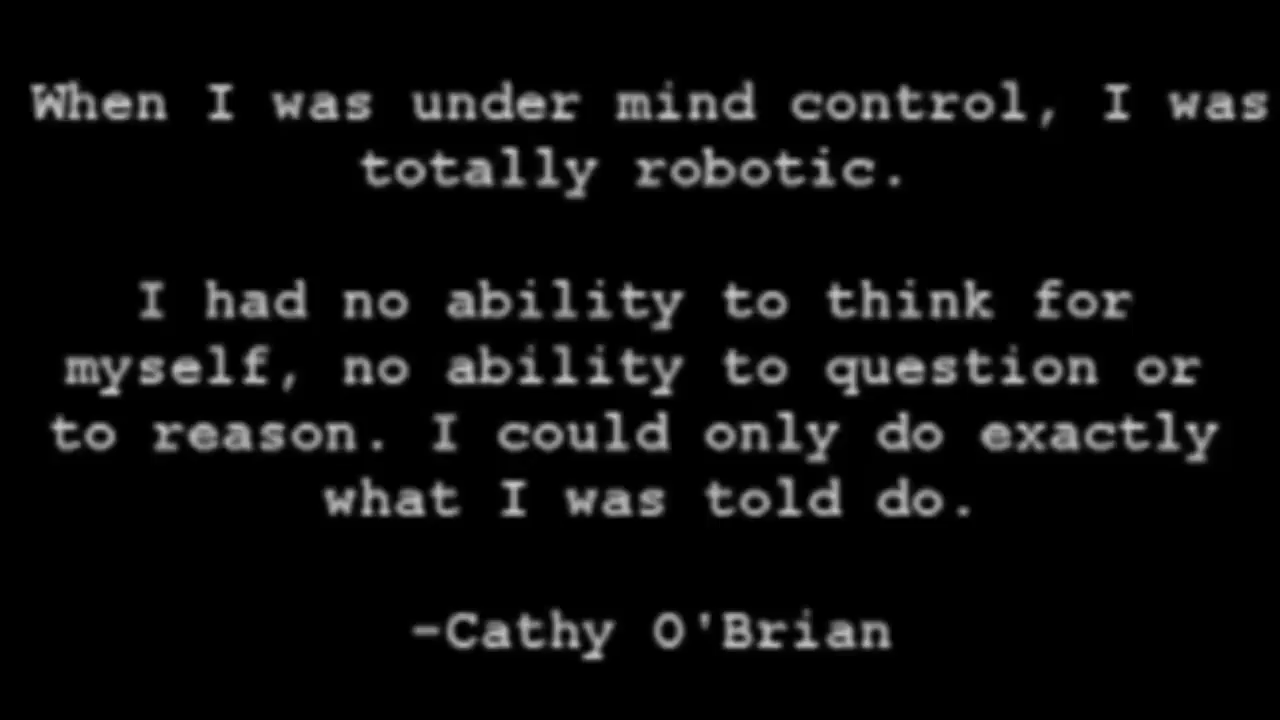 When I was under mind control, I was
totally robotic.
I had no ability to think for
myself, no ability to question or
to reason. I could only do exactly
what I was told do.
-Cathy O'Brian